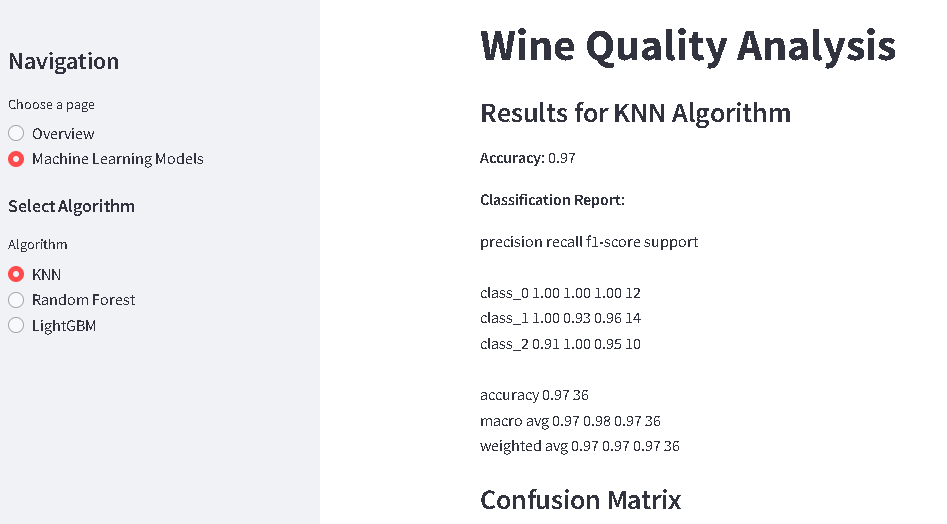 Navigation
Choose a page
Overview
Machine Learning Models
Select Algorithm
Algorithm
KNN
Random Forest
LightGBM
Wine Quality Analysis
Results for KNN Algorithm
Accuracy: 0.97
Classification Report:
precision recall f1-score support
class_0 1.00 1.00 1.00 12
class_1 1.00 0.93 0.96 14
class_2 0.91 1.00 0.95 10
accuracy 0.97 36
macro avg 0.97 0.98 0.97 36
weighted avg 0.97 0.97 0.97 36
Confusion Matrix